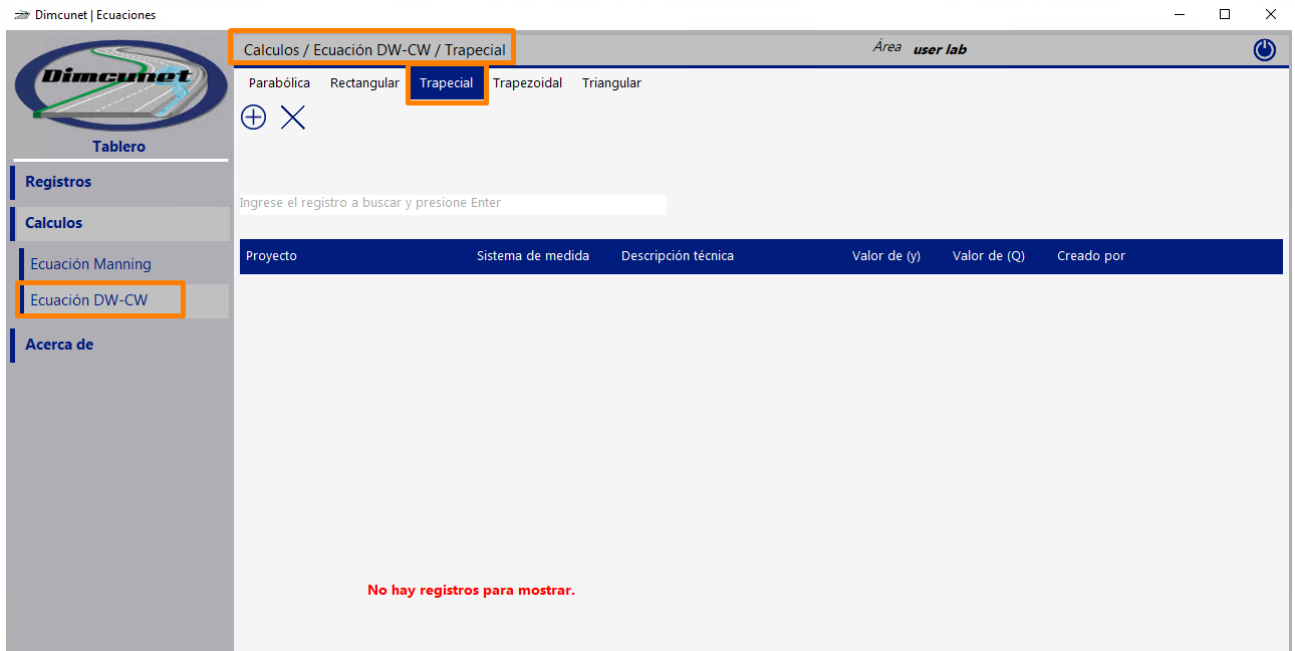 Dimcunet | Ecuaciones
Dimcunet
Tablero
Registros
Calculos
Ecuación Manning
Ecuación DW-CW
Acerca de
Calculos / Ecuación DW-CW / Trapecial
Área user lab
Parabólica Rectangular Trapecial Trapezoidal Triangular
Ingrese el registro a buscar y presione Enter
Proyecto Sistema de medida Descripción técnica Valor de (y) Valor de (Q) Creado por
No hay registros para mostrar.